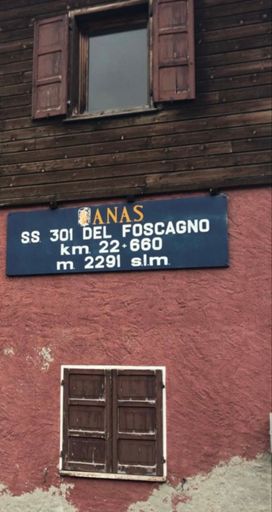 ANAS
SS. 301 DEL FOSCAGNO
km. 22+660
m. 2291 s.l.m.